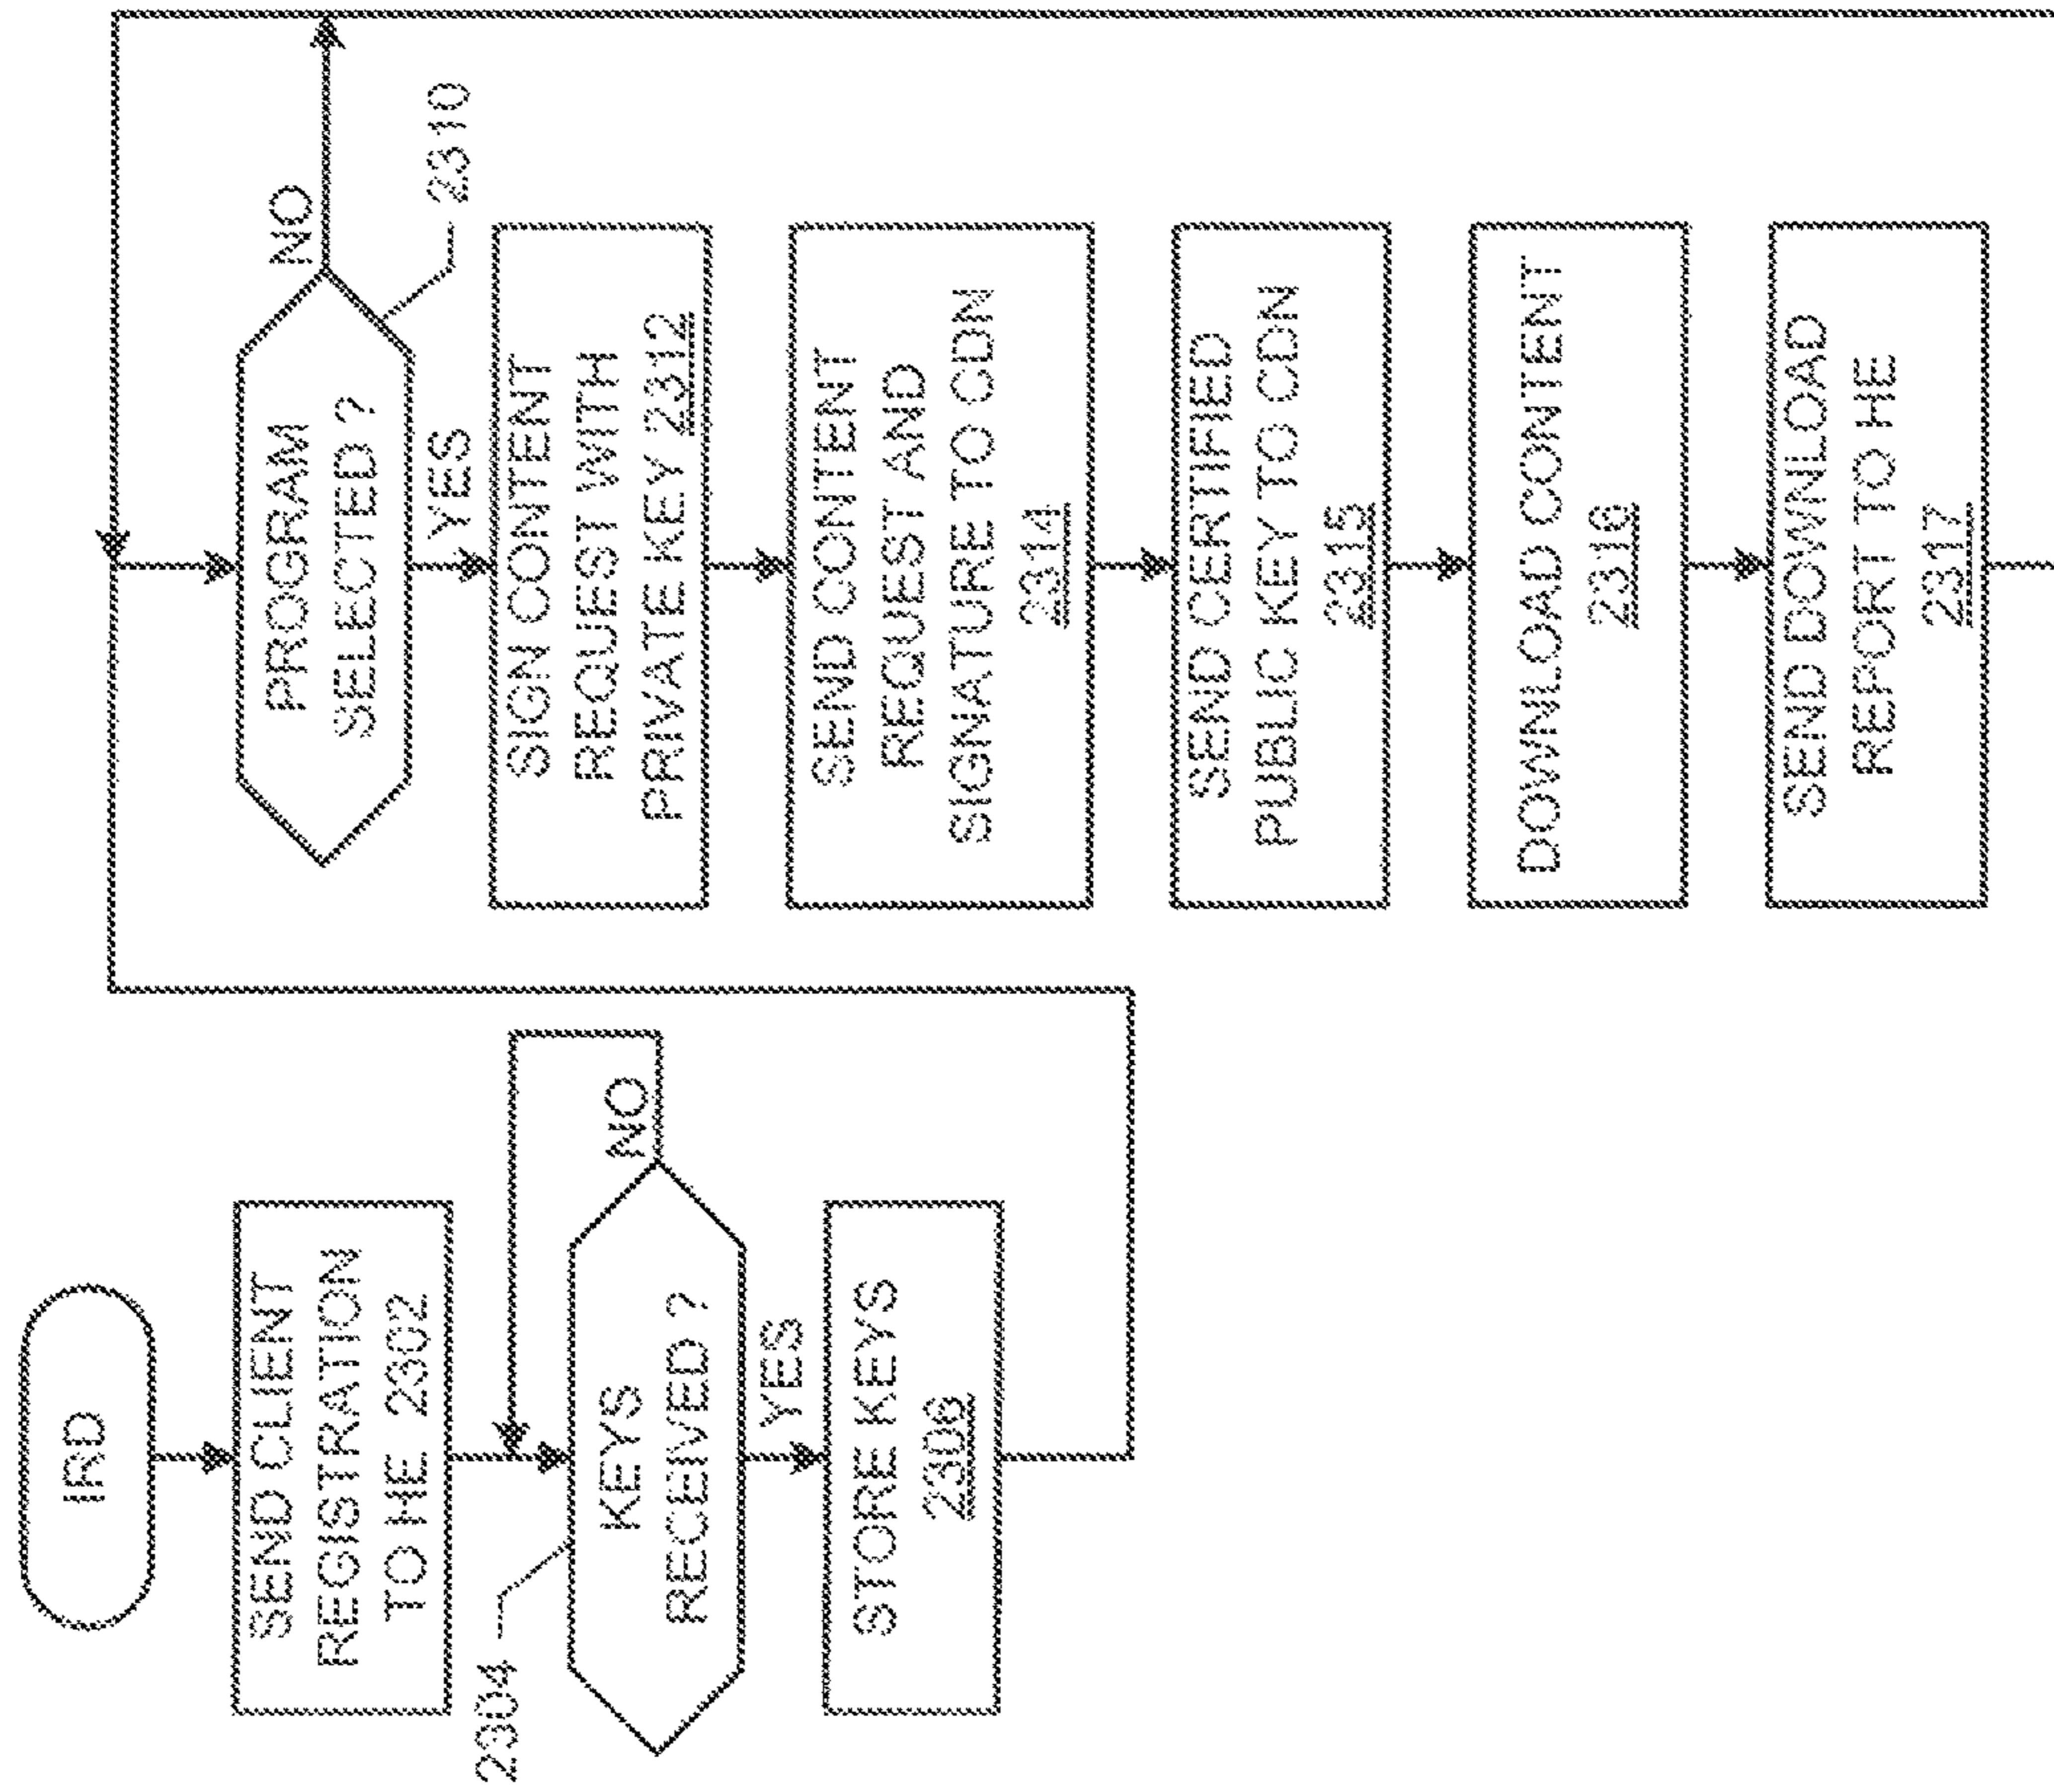 IRD
SEND CLIENT
REGISTRATION
TO HE 2302
2304
KEYS
RECEIVED ?
NO
YES
STORE KEYS
2306
PROGRAM
SELECTED ?
NO
2310
YES
SIGN CONTENT
REQUEST WITH
PRIVATE KEY 2312
SEND CONTENT
REQUEST AND
SIGNATURE TO CDN
2314
SEND CERTIFIED
PUBLIC KEY TO CDN
2315
DOWNLOAD CONTENT
2316
SEND DOWNLOAD
REPORT TO HE
2317